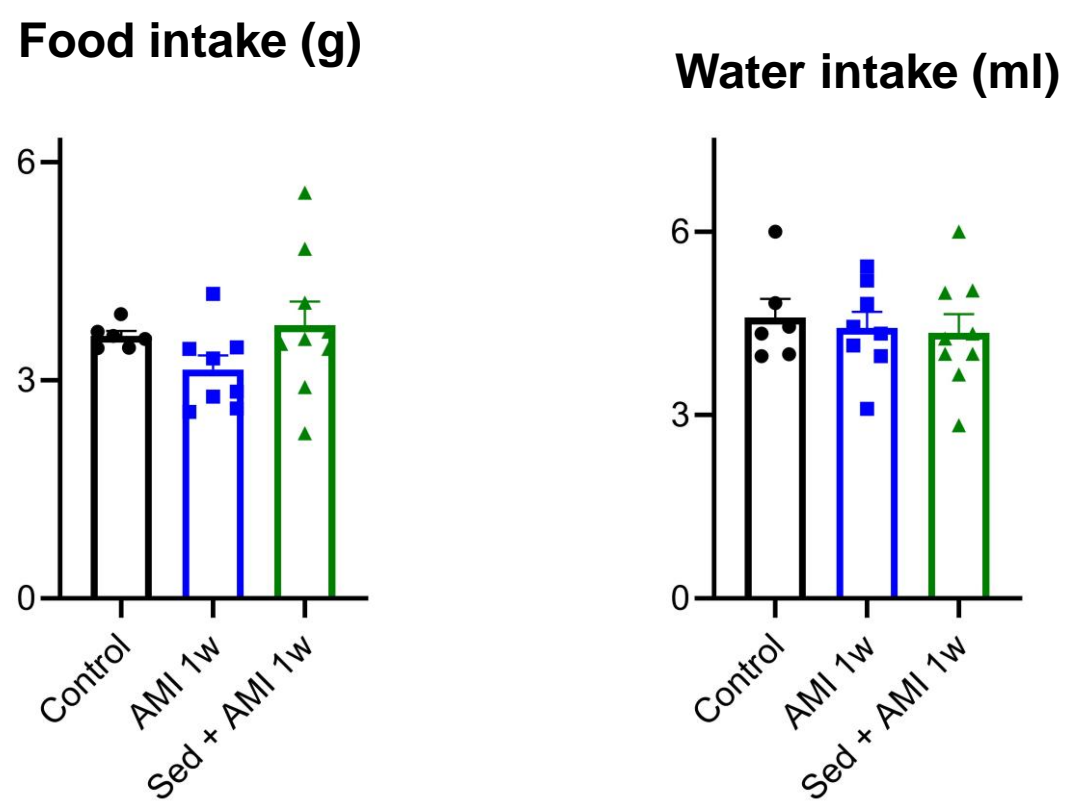 Food intake (g)
6
3
0
Control
AMI 1w
Sed + AMI 1w
Water intake (ml)
6
3
0
Control
AMI 1w
Sed + AMI 1w